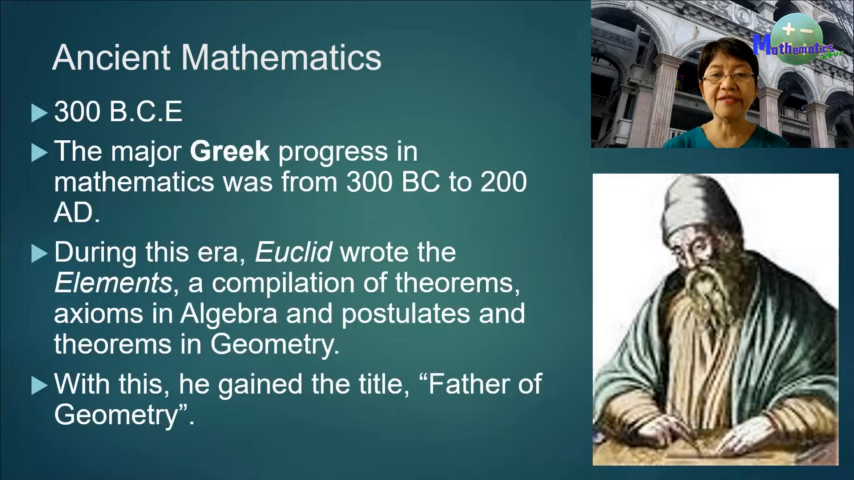 Ancient Mathematics
300 B.C.E
The major Greek progress in
mathematics was from 300 BC to 200
AD.
During this era, Euclid wrote the
Elements, a compilation of theorems,
axioms in Algebra and postulates and
theorems in Geometry.
With this, he gained the title, “Father of
Geometry”.
Mathematics